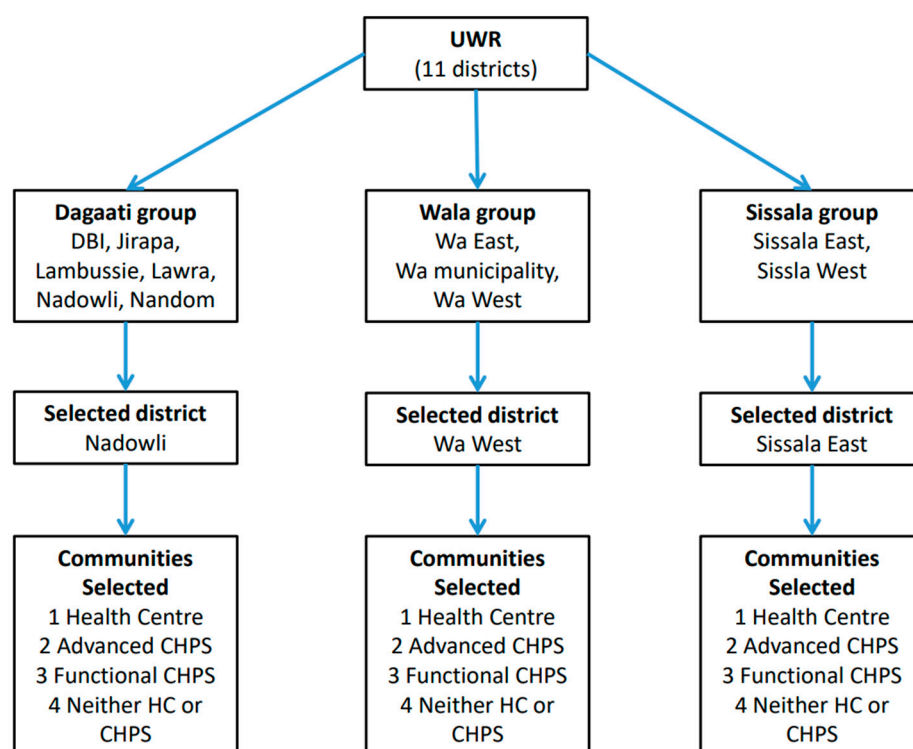 UWR
(11 districts)
Dagaati group
DBI, Jirapa,
Lambussie, Lawra,
Nadowli, Nandom
Wala group
Wa East,
Wa municipality,
Wa West
Sissala group
Sissala East,
Sissla West
Selected district
Nadowli
Selected district
Wa West
Selected district
Sissala East
Communities
Selected
1 Health Centre
2 Advanced CHPS
3 Functional CHPS
4 Neither HC or
CHPS
Communities
Selected
1 Health Centre
2 Advanced CHPS
3 Functional CHPS
4 Neither HC or
CHPS
Communities
Selected
1 Health Centre
2 Advanced CHPS
3 Functional CHPS
4 Neither HC or
CHPS